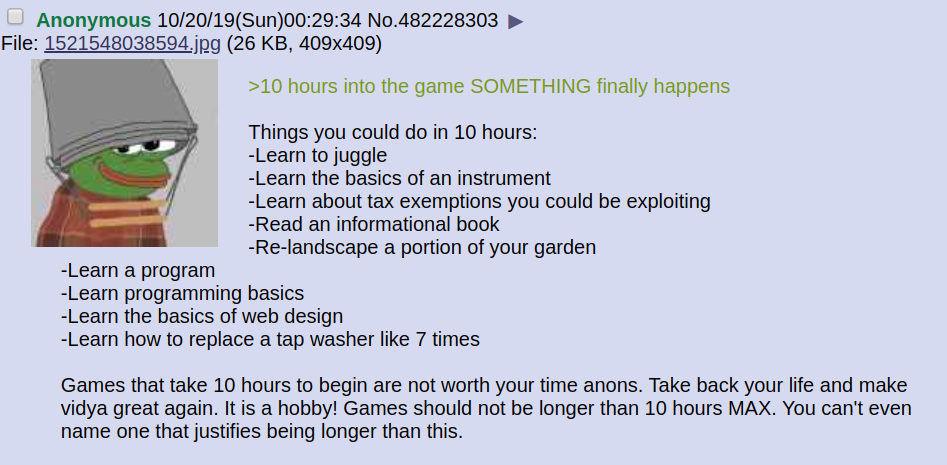 Anonymous 10/20/19(Sun)00:29:34 No.482228303 ▶
File: 1521548038594.jpg (26 KB, 409x409)
>10 hours into the game SOMETHING finally happens
Things you could do in 10 hours:
-Learn to juggle
-Learn the basics of an instrument
-Learn about tax exemptions you could be exploiting
-Read an informational book
-Re-landscape a portion of your garden
-Learn a program
-Learn programming basics
-Learn the basics of web design
-Learn how to replace a tap washer like 7 times
Games that take 10 hours to begin are not worth your time anons. Take back your life and make
vidya great again. It is a hobby! Games should not be longer than 10 hours MAX. You can't even
name one that justifies being longer than this.